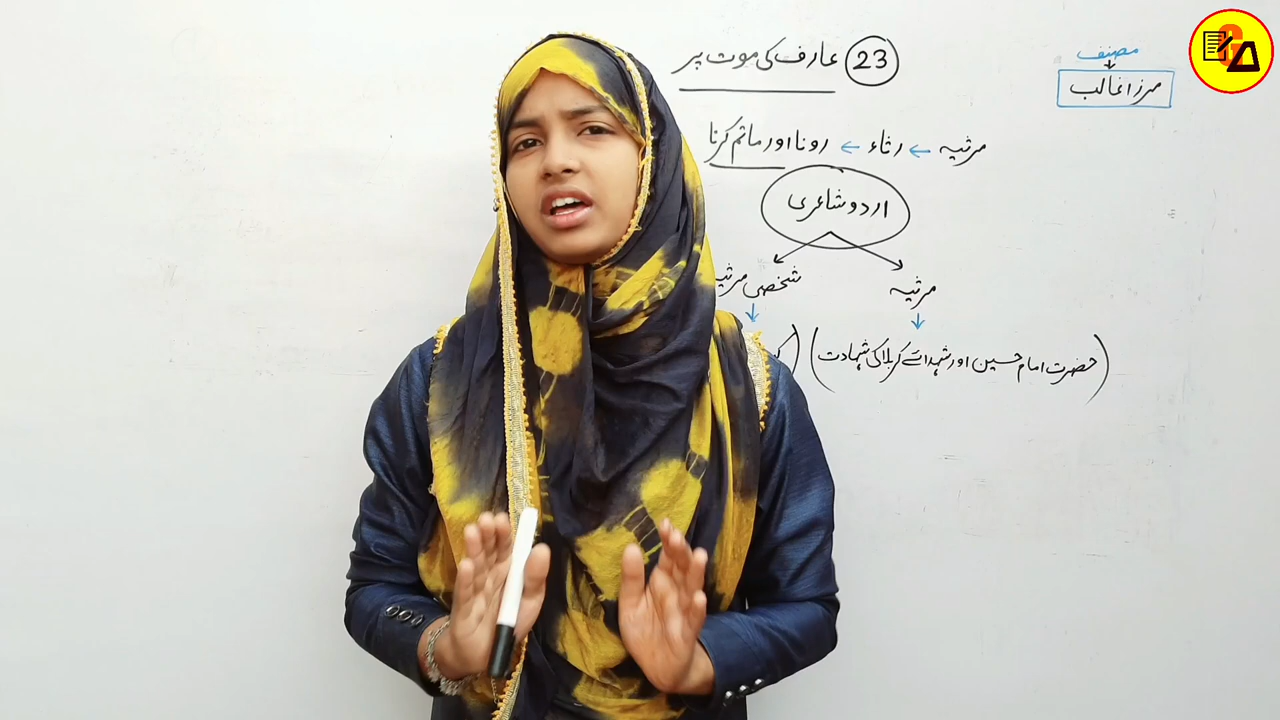 23 عارف کی موت پر
مصنف
مرزا غالب
مرثیہ ← رثاء ← رونا اور ماتم کرنا
اردو شاعری
مرثیہ
شخصی مرثیہ
(حضرت امام حسین اور شہدائے کربلا کی شہادت)